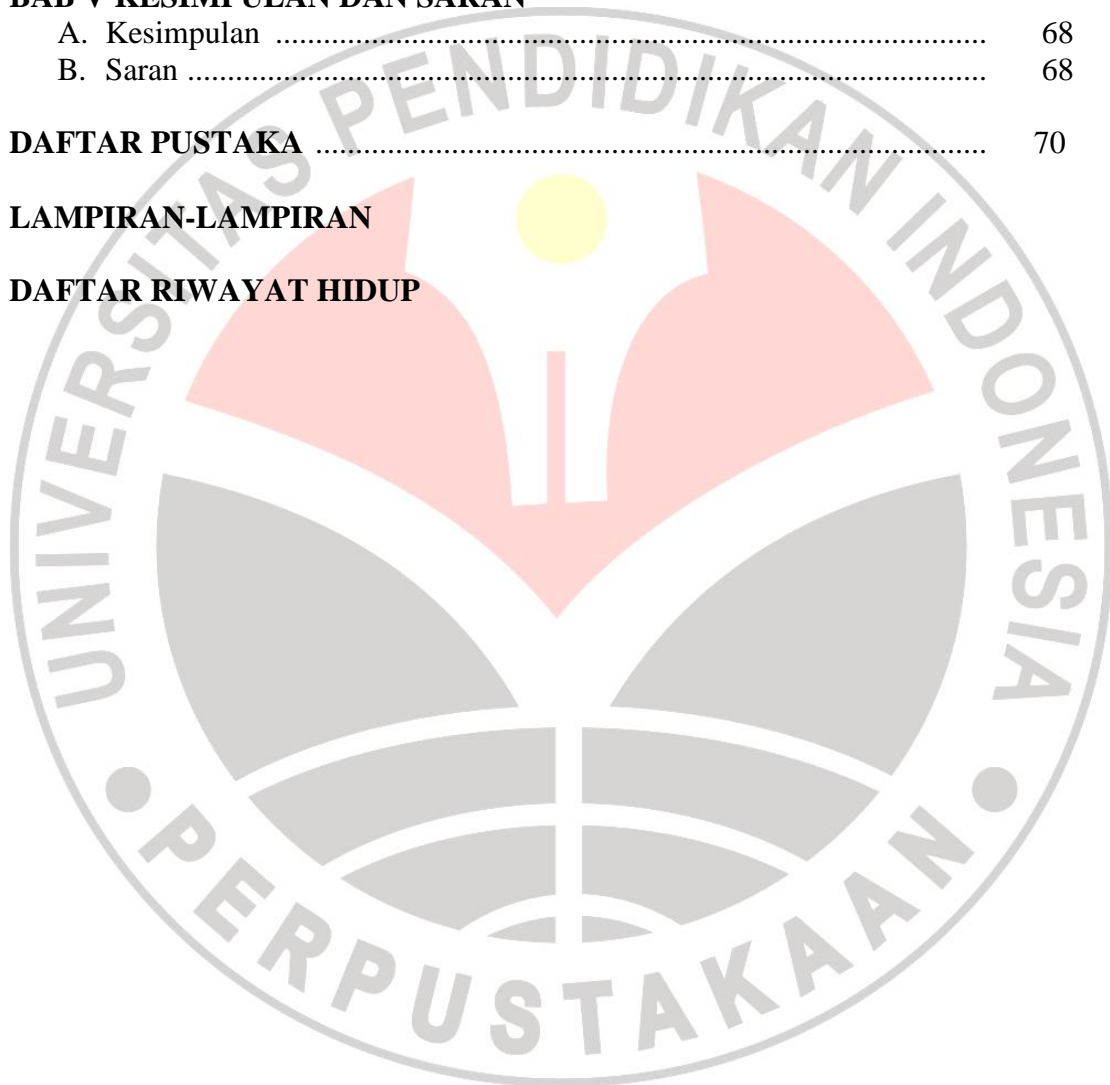 BAB V KESIMPULAN DAN SARAN
A. Kesimpulan ........................................................................................ 68
B. Saran .................................................................................................... 68
DAFTAR PUSTAKA .................................................................................... 70
LAMPIRAN-LAMPIRAN
DAFTAR RIWAYAT HIDUP
UNIVERSITAS PENDIDIKAN INDONESIA
PERPUSTAKAAN